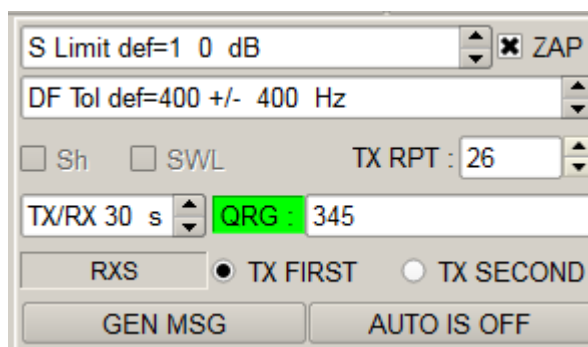 S Limit def=1 0 dB ZAP
DF Tol def=400 +/- 400 Hz
Sh SWL TX RPT : 26
TX/RX 30 s QRG : 345
RXS TX FIRST TX SECOND
GEN MSG AUTO IS OFF